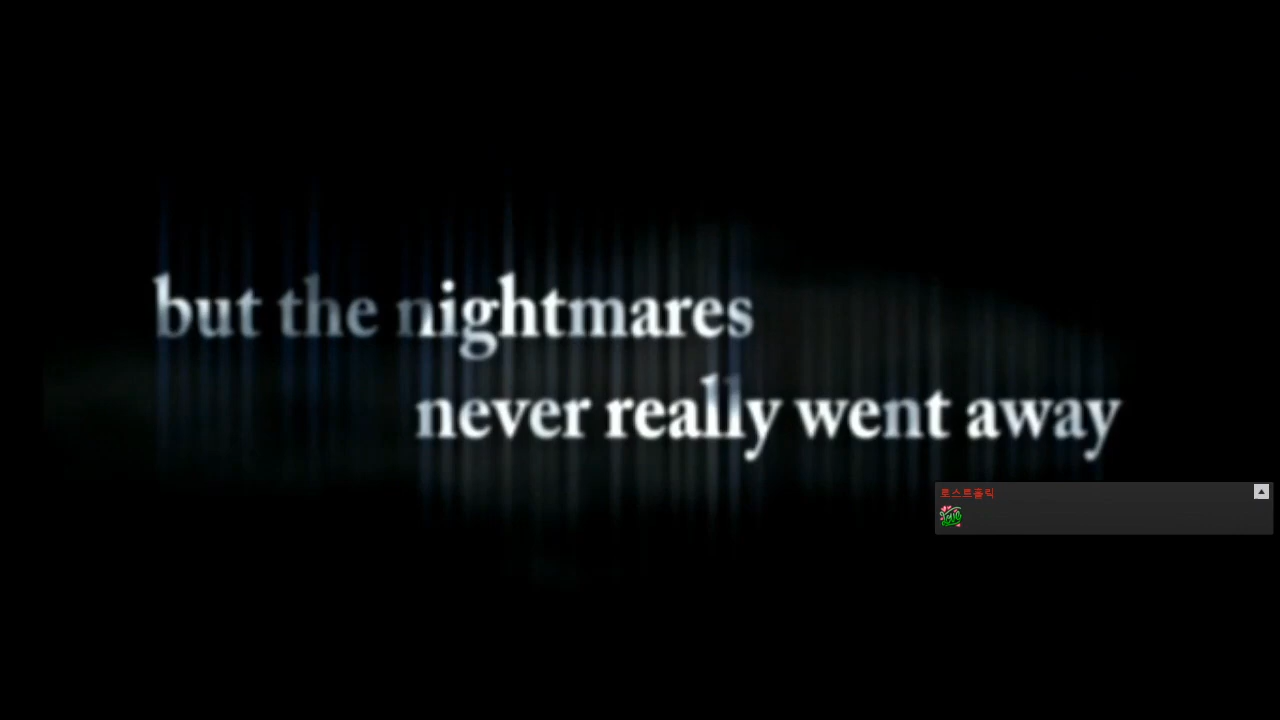 but the nightmares
never really went away
로스트홀릭